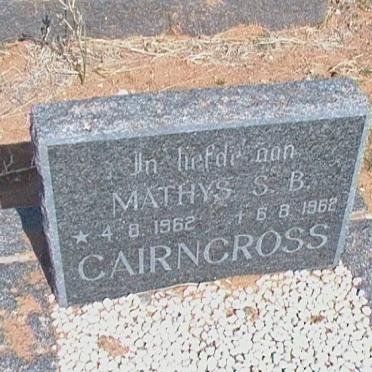 In liefde aan
MATHYS S. B.
★ 4·8·1962 † 6·8·1962
CAIRNCROSS